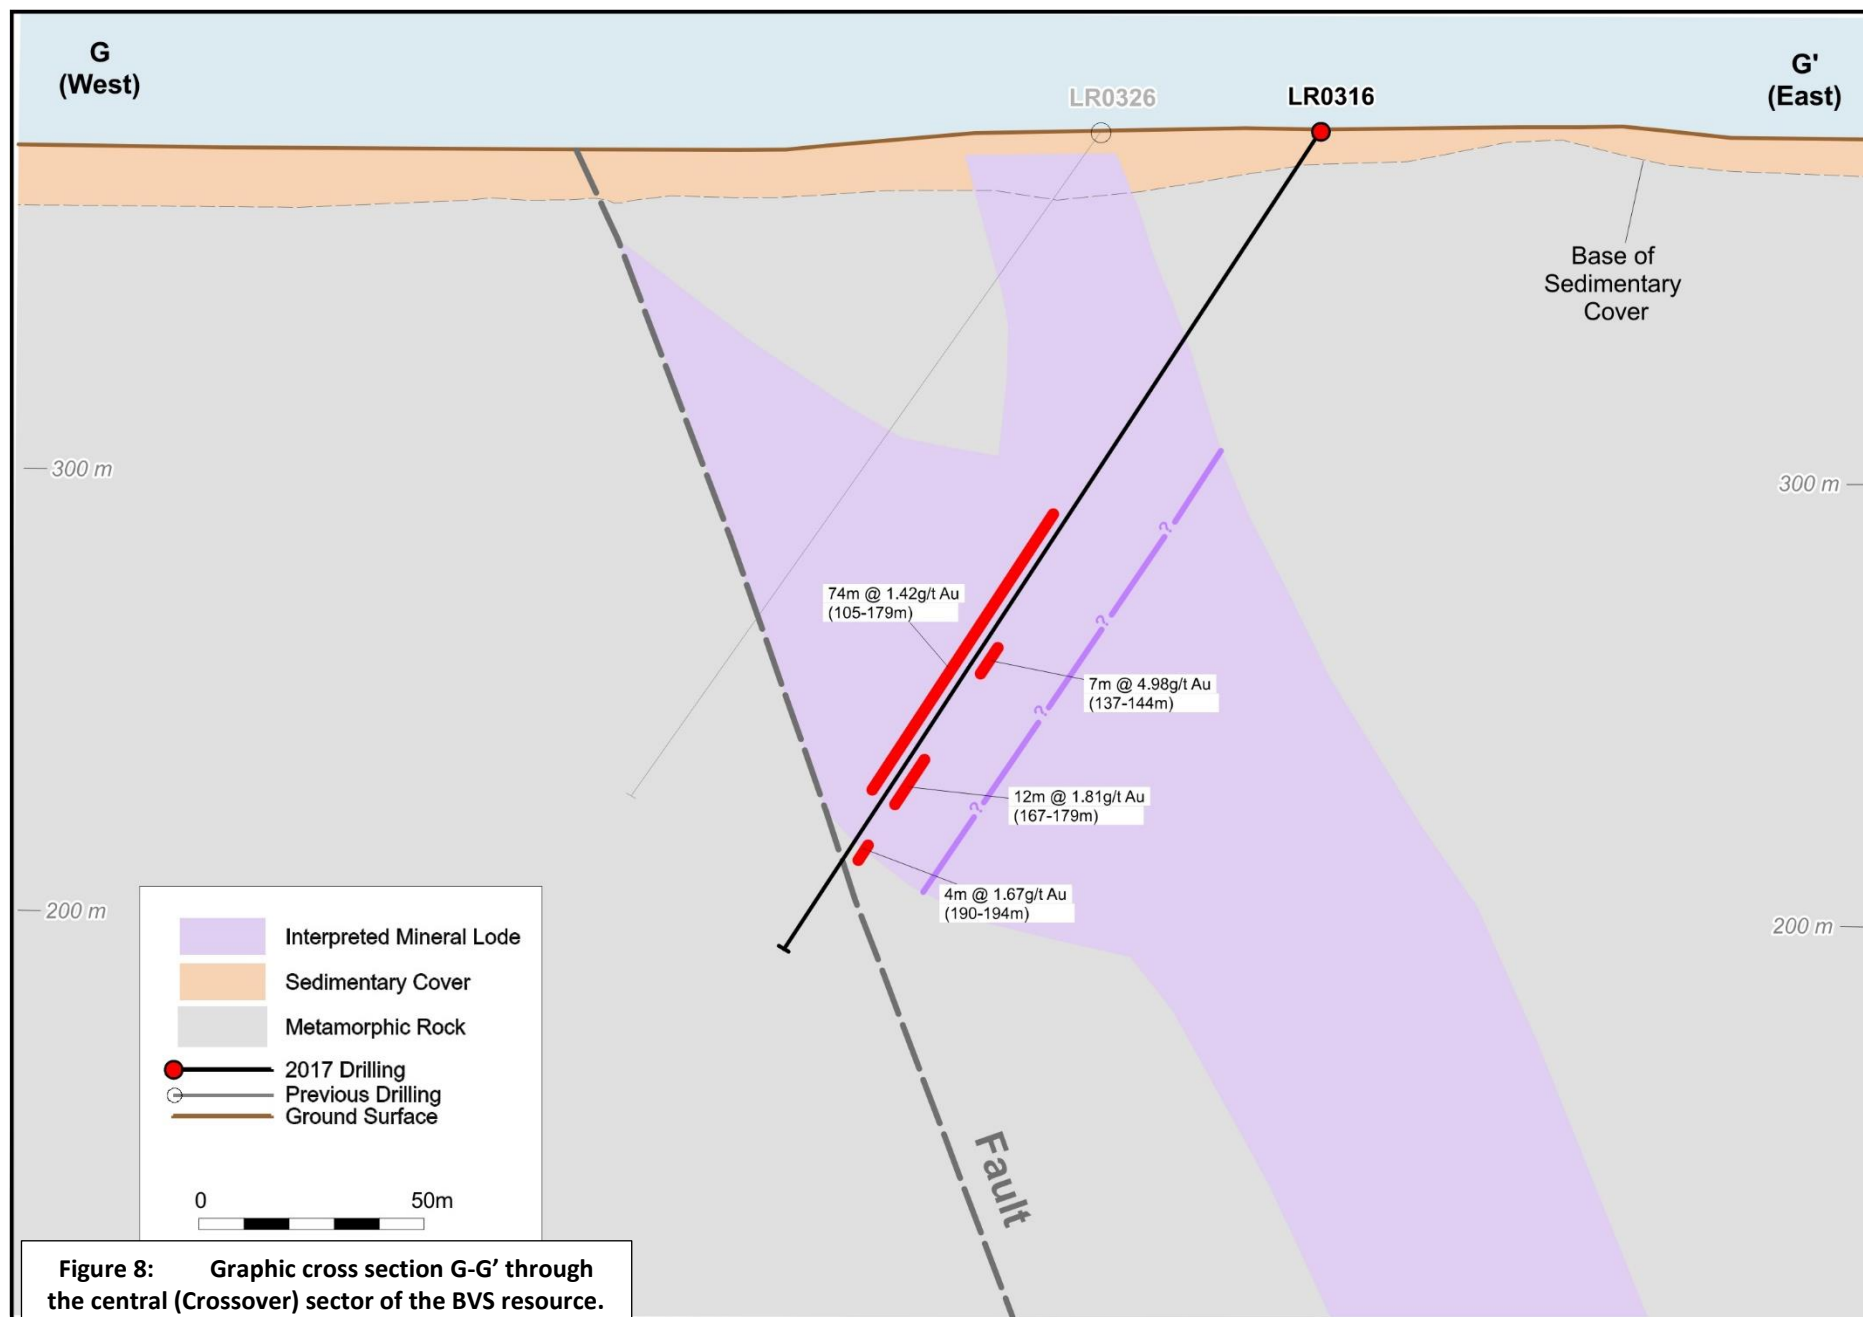 G
(West)
G'
(East)
LR0326
LR0316
Base of
Sedimentary
Cover
300 m
300 m
74m @ 1.42g/t Au
(105-179m)
?
?
?
?
7m @ 4.98g/t Au
(137-144m)
12m @ 1.81g/t Au
(167-179m)
4m @ 1.67g/t Au
(190-194m)
200 m
200 m
Interpreted Mineral Lode
Sedimentary Cover
Metamorphic Rock
2017 Drilling
Previous Drilling
Ground Surface
0 50m
Fault
Figure 8: Graphic cross section G-G’ through
the central (Crossover) sector of the BVS resource.